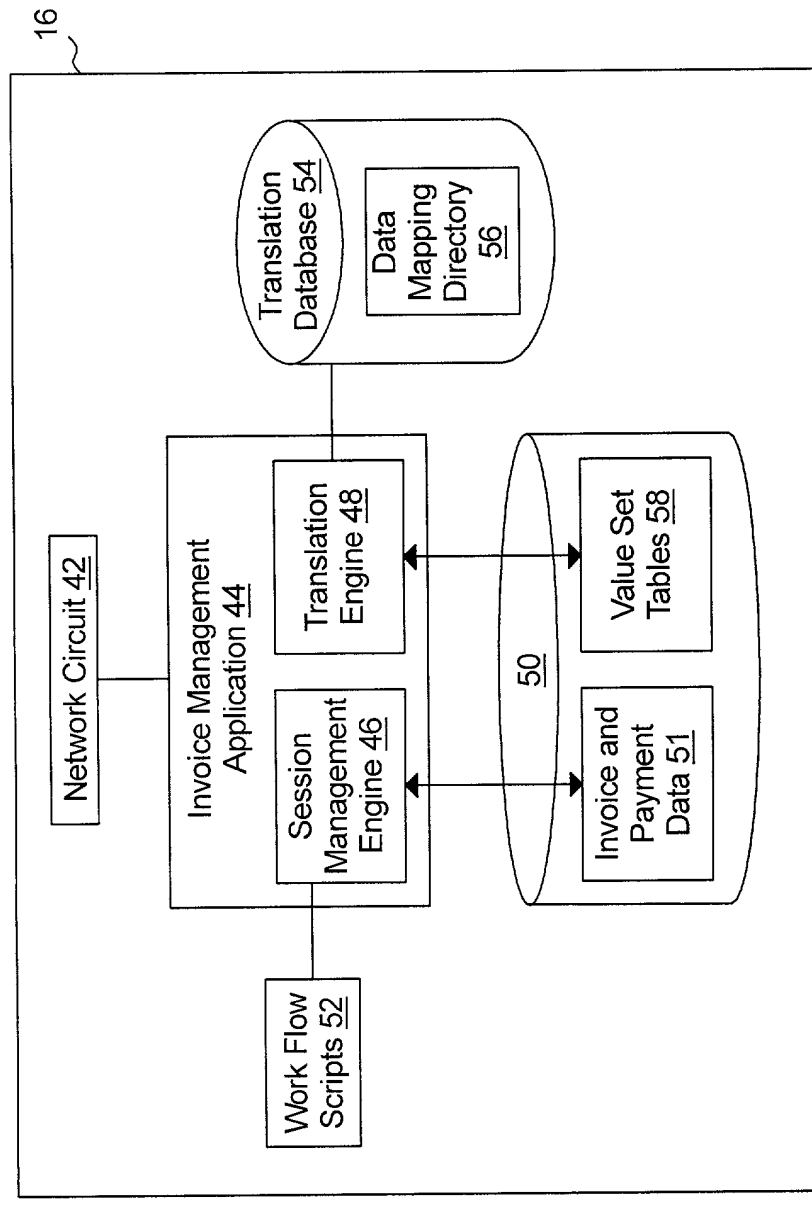 16
Network Circuit 42
Invoice Management
Application 44
Work Flow
Scripts 52
Session
Management
Engine 46
Translation
Engine 48
Translation
Database 54
Data
Mapping
Directory
56
50
Invoice and
Payment
Data 51
Value Set
Tables 58